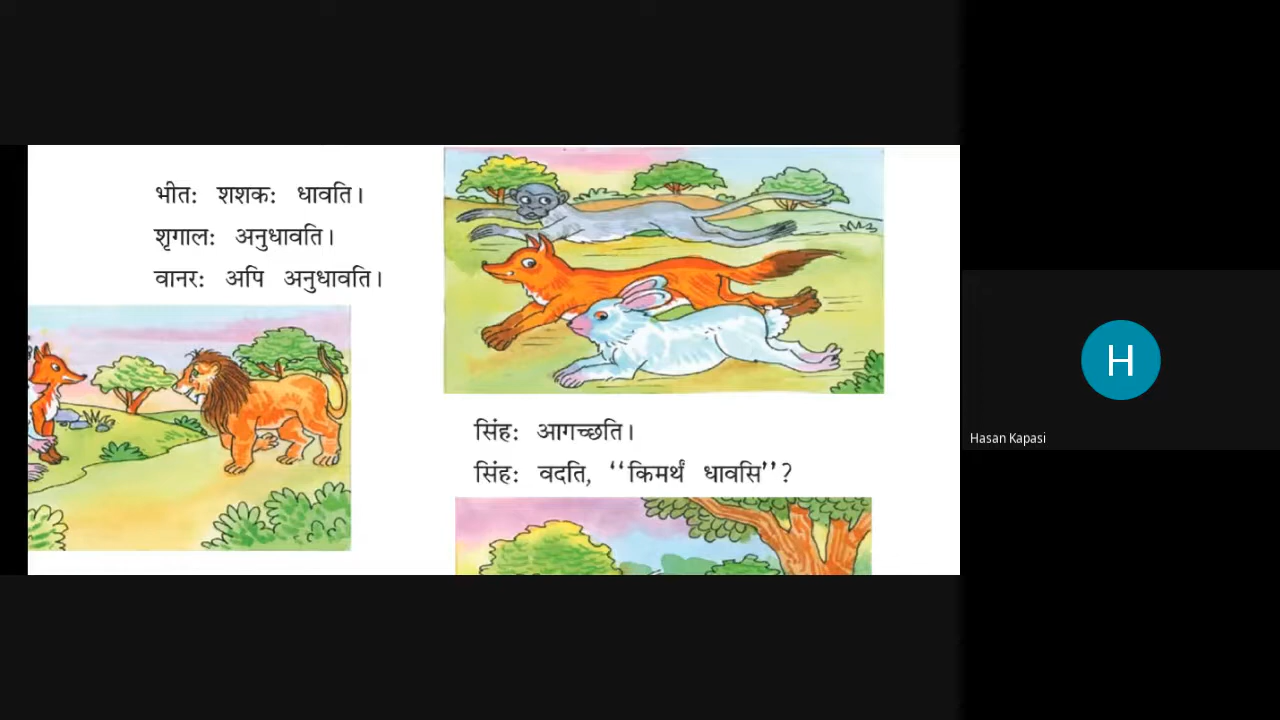 भीतः शशकः धावति।
शृगालः अनुधावति।
वानरः अपि अनुधावति।
सिंहः आगच्छति।
सिंहः वदति, ‘‘किमर्थं धावसि’’?
H
Hasan Kapasi